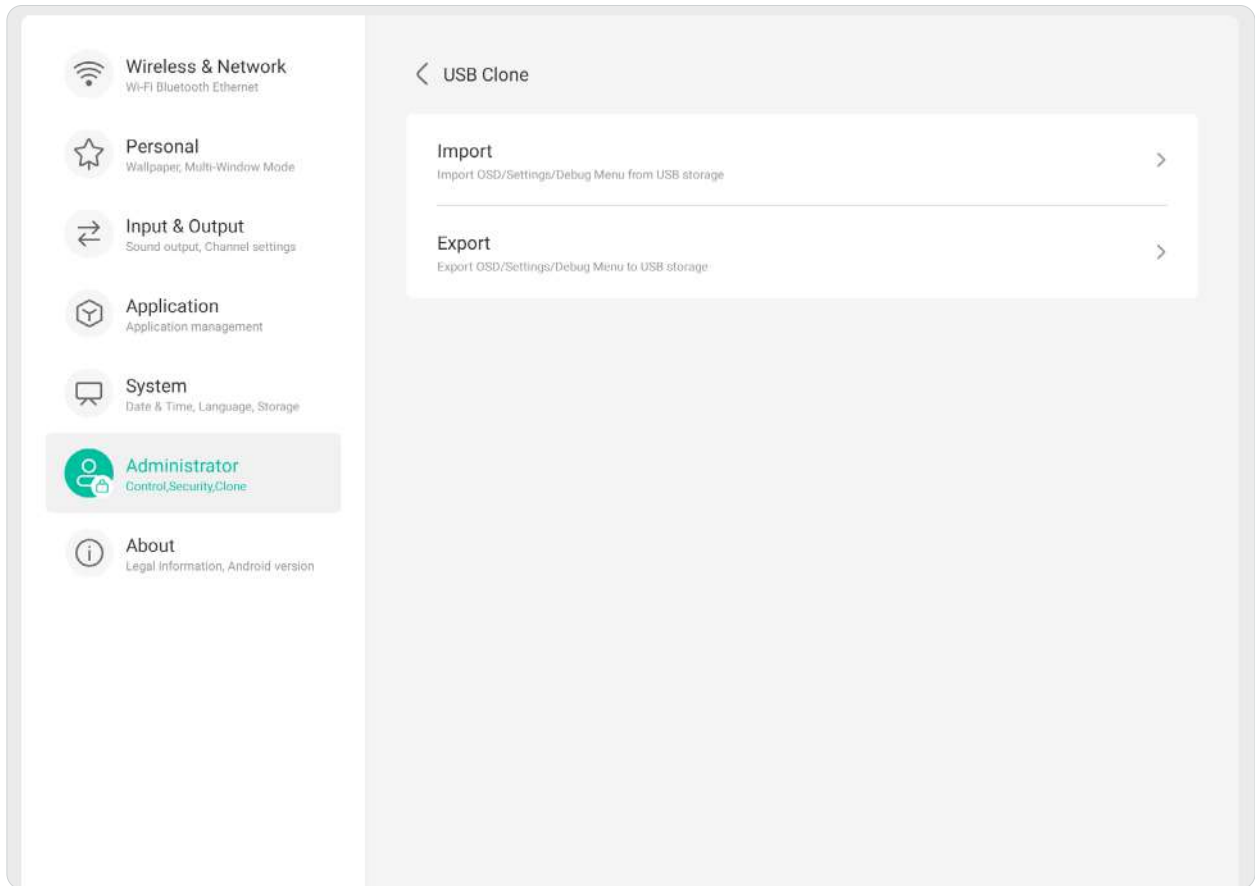 Wireless & Network
Wi-Fi Bluetooth Ethernet
Personal
Wallpaper, Multi-Window Mode
Input & Output
Sound output, Channel settings
Application
Application management
System
Date & Time, Language, Storage
Administrator
Control,Security,Clone
About
Legal Information, Android version
USB Clone
Import
Import OSD/Settings/Debug Menu from USB storage
Export
Export OSD/Settings/Debug Menu to USB storage